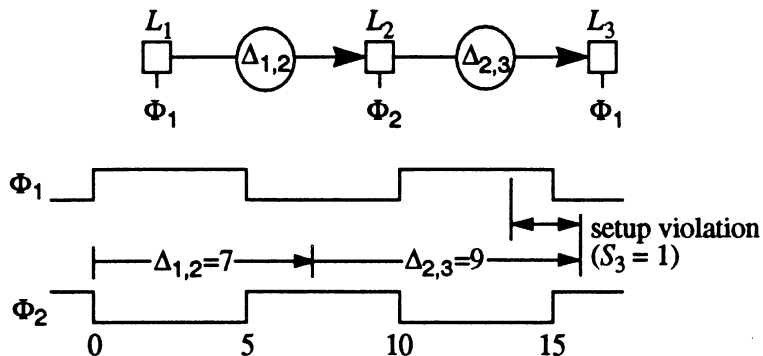 L₁ L₂ L₃
Δ₁,₂ Δ₂,₃
Φ₁ Φ₂ Φ₁
Φ₁
setup violation
(S₃ = 1)
Δ₁,₂=7 Δ₂,₃=9
Φ₂
0 5 10 15